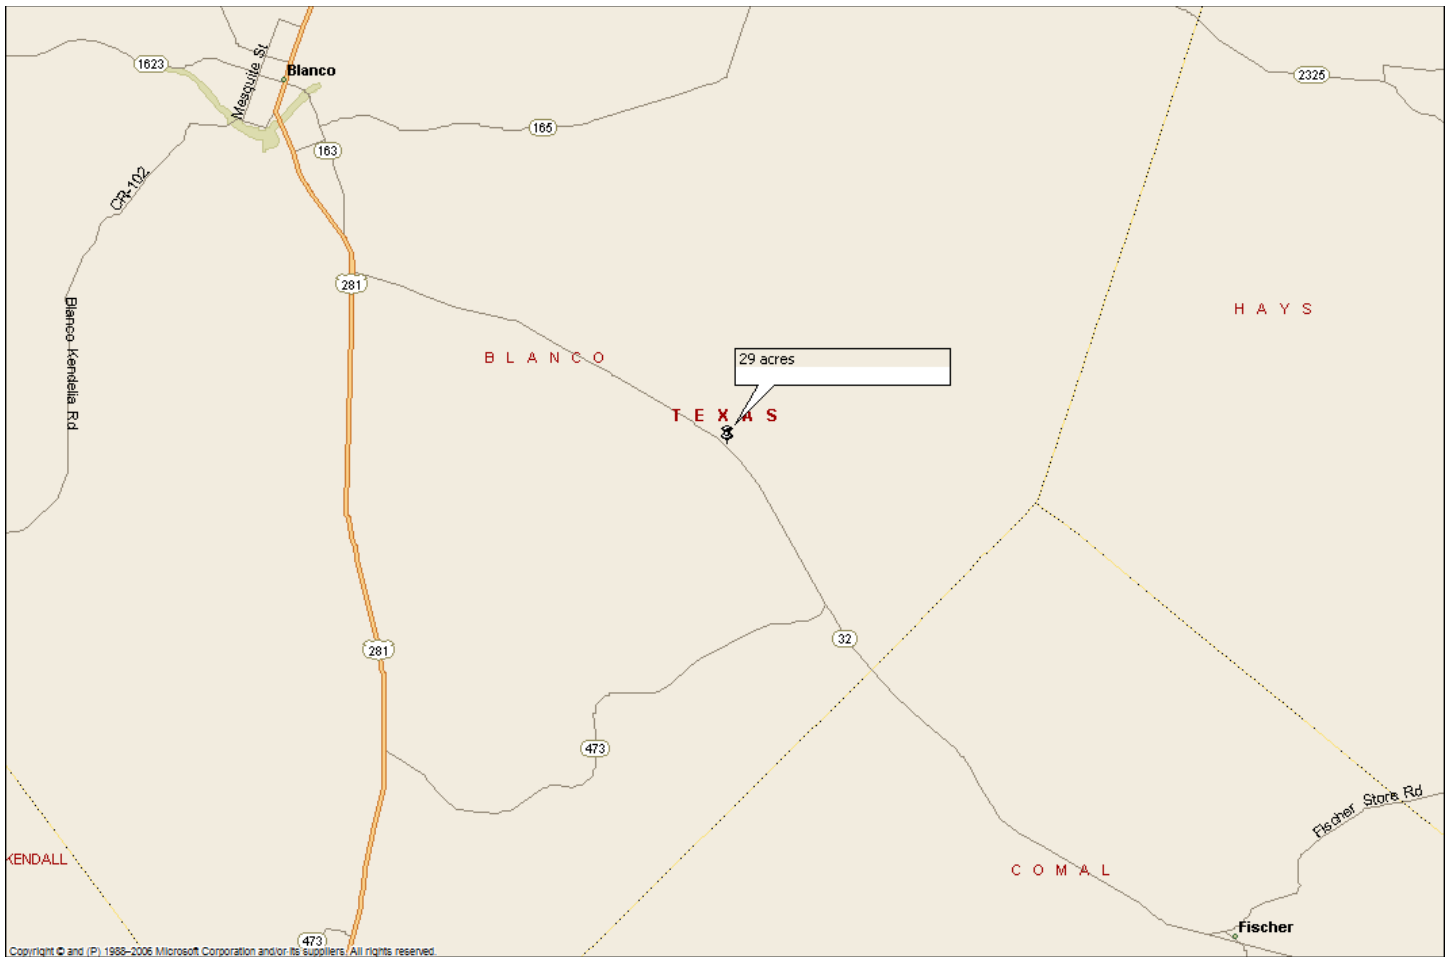 1623
Mesquite St
Blanco
2325
165
163
CR-102
281
Blanco-Kendelia Rd
HAYS
BLANCO
29 acres
TEXAS
32
281
473
Fischer Store Rd
KENDALL
COMAL
Fischer
473
Copyright © and (P) 1988–2006 Microsoft Corporation and/or its suppliers. All rights reserved.